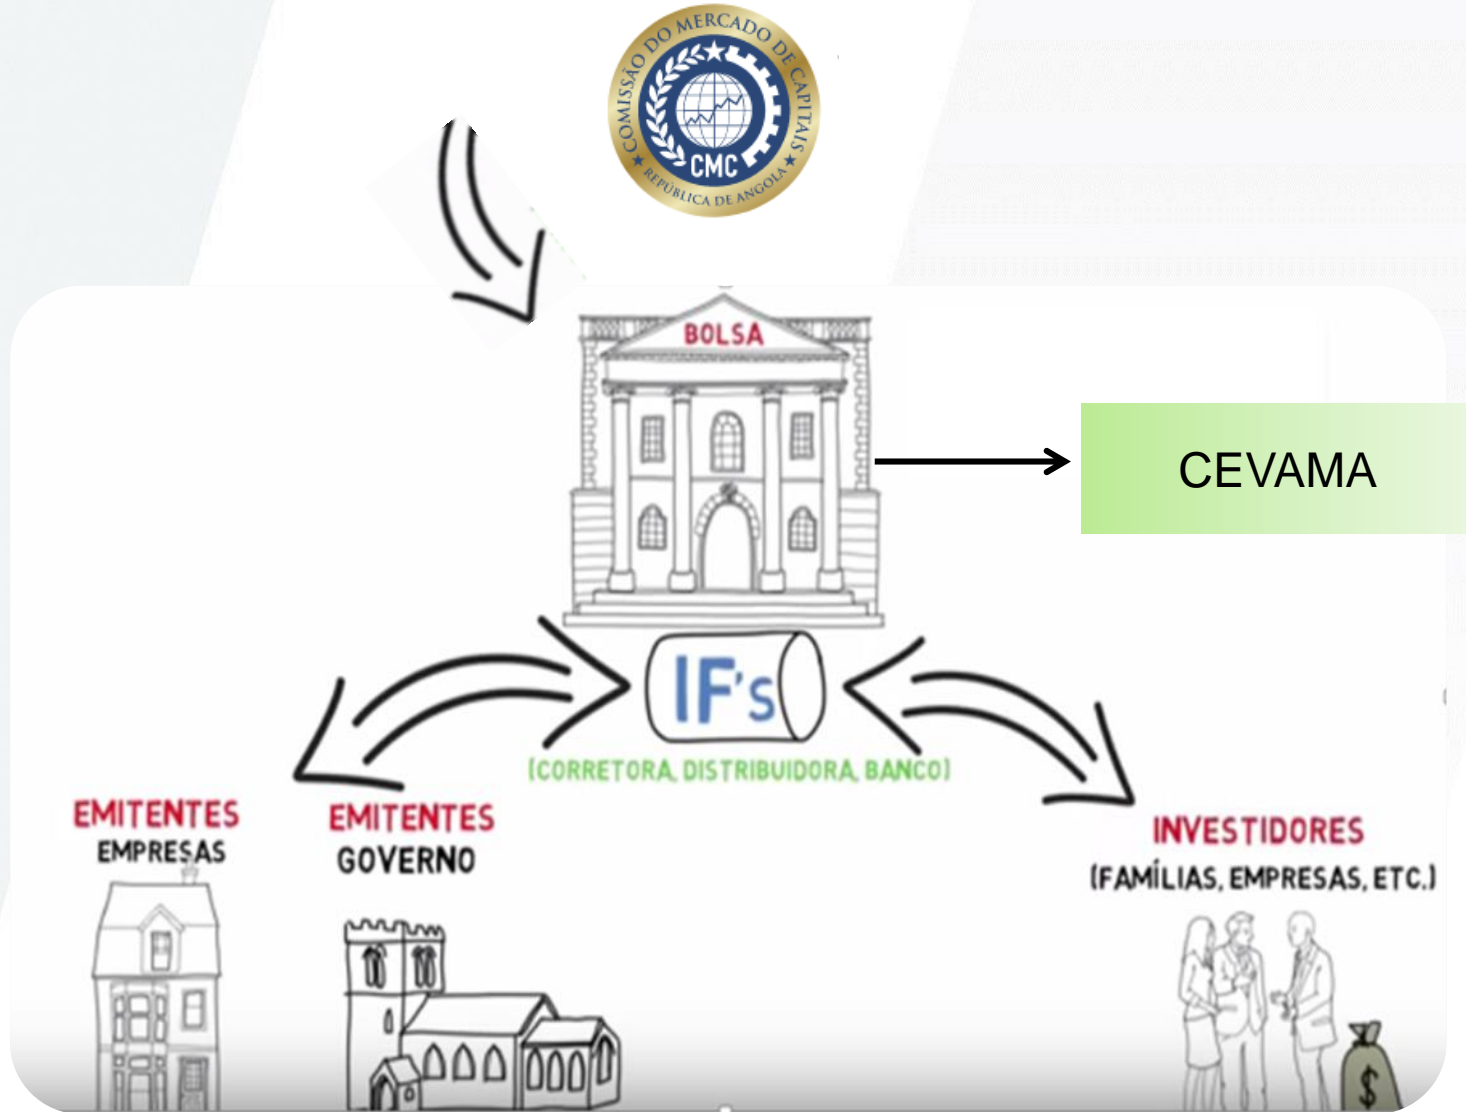 COMISSÃO DO MERCADO DE CAPITAIS
CMC
REPÚBLICA DE ANGOLA
BOLSA
CEVAMA
IF's
(CORRETORA, DISTRIBUIDORA, BANCO)
EMITENTES
EMPRESAS
EMITENTES
GOVERNO
INVESTIDORES
(FAMÍLIAS, EMPRESAS, ETC.)
$